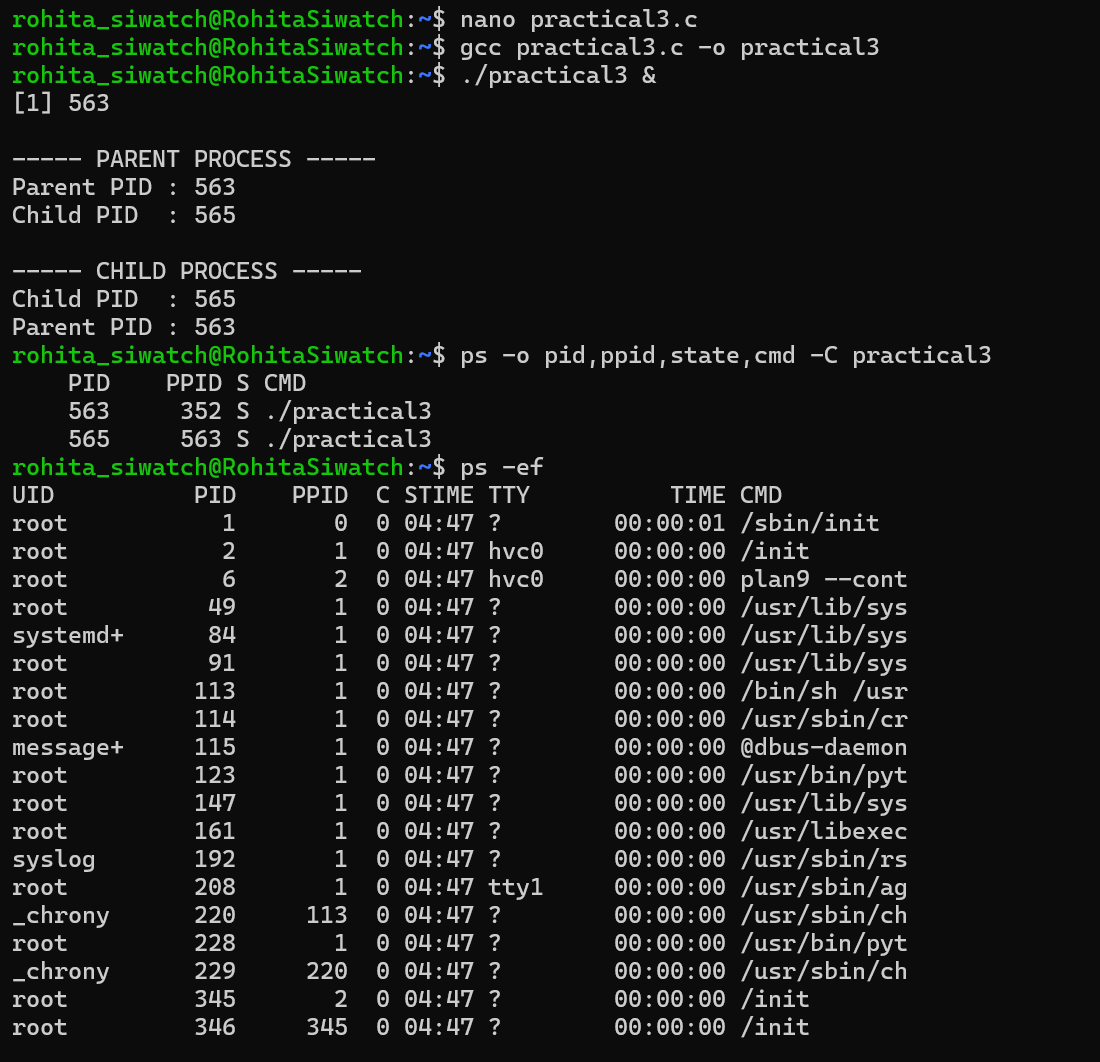 rohita_siwatch@RohitaSiwatch:~$ nano practical3.c
rohita_siwatch@RohitaSiwatch:~$ gcc practical3.c -o practical3
rohita_siwatch@RohitaSiwatch:~$ ./practical3 &
[1] 563
----- PARENT PROCESS -----
Parent PID : 563
Child PID  : 565
----- CHILD PROCESS -----
Child PID  : 565
Parent PID : 563
rohita_siwatch@RohitaSiwatch:~$ ps -o pid,ppid,state,cmd -C practical3
    PID    PPID S CMD
    563     352 S ./practical3
    565     563 S ./practical3
rohita_siwatch@RohitaSiwatch:~$ ps -ef
UID          PID    PPID  C STIME TTY          TIME CMD
root           1       0  0 04:47 ?        00:00:01 /sbin/init
root           2       1  0 04:47 hvc0     00:00:00 /init
root           6       2  0 04:47 hvc0     00:00:00 plan9 --cont
root          49       1  0 04:47 ?        00:00:00 /usr/lib/sys
systemd+      84       1  0 04:47 ?        00:00:00 /usr/lib/sys
root          91       1  0 04:47 ?        00:00:00 /usr/lib/sys
root         113       1  0 04:47 ?        00:00:00 /bin/sh /usr
root         114       1  0 04:47 ?        00:00:00 /usr/sbin/cr
message+     115       1  0 04:47 ?        00:00:00 @dbus-daemon
root         123       1  0 04:47 ?        00:00:00 /usr/bin/pyt
root         147       1  0 04:47 ?        00:00:00 /usr/lib/sys
root         161       1  0 04:47 ?        00:00:00 /usr/libexec
syslog       192       1  0 04:47 ?        00:00:00 /usr/sbin/rs
root         208       1  0 04:47 tty1     00:00:00 /usr/sbin/ag
_chrony      220     113  0 04:47 ?        00:00:00 /usr/sbin/ch
root         228       1  0 04:47 ?        00:00:00 /usr/bin/pyt
_chrony      229     220  0 04:47 ?        00:00:00 /usr/sbin/ch
root         345       2  0 04:47 ?        00:00:00 /init
root         346     345  0 04:47 ?        00:00:00 /init